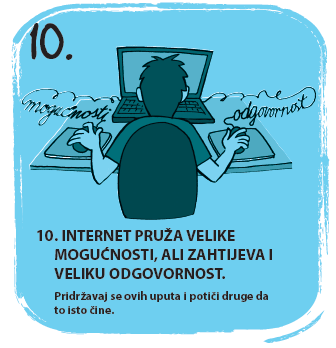 10.
mogućnosti odgovornost
10. INTERNET PRUŽA VELIKE
MOGUĆNOSTI, ALI ZAHTIJEVA I
VELIKU ODGOVORNOST.
Pridržavaj se ovih uputa i potiči druge da
to isto čine.